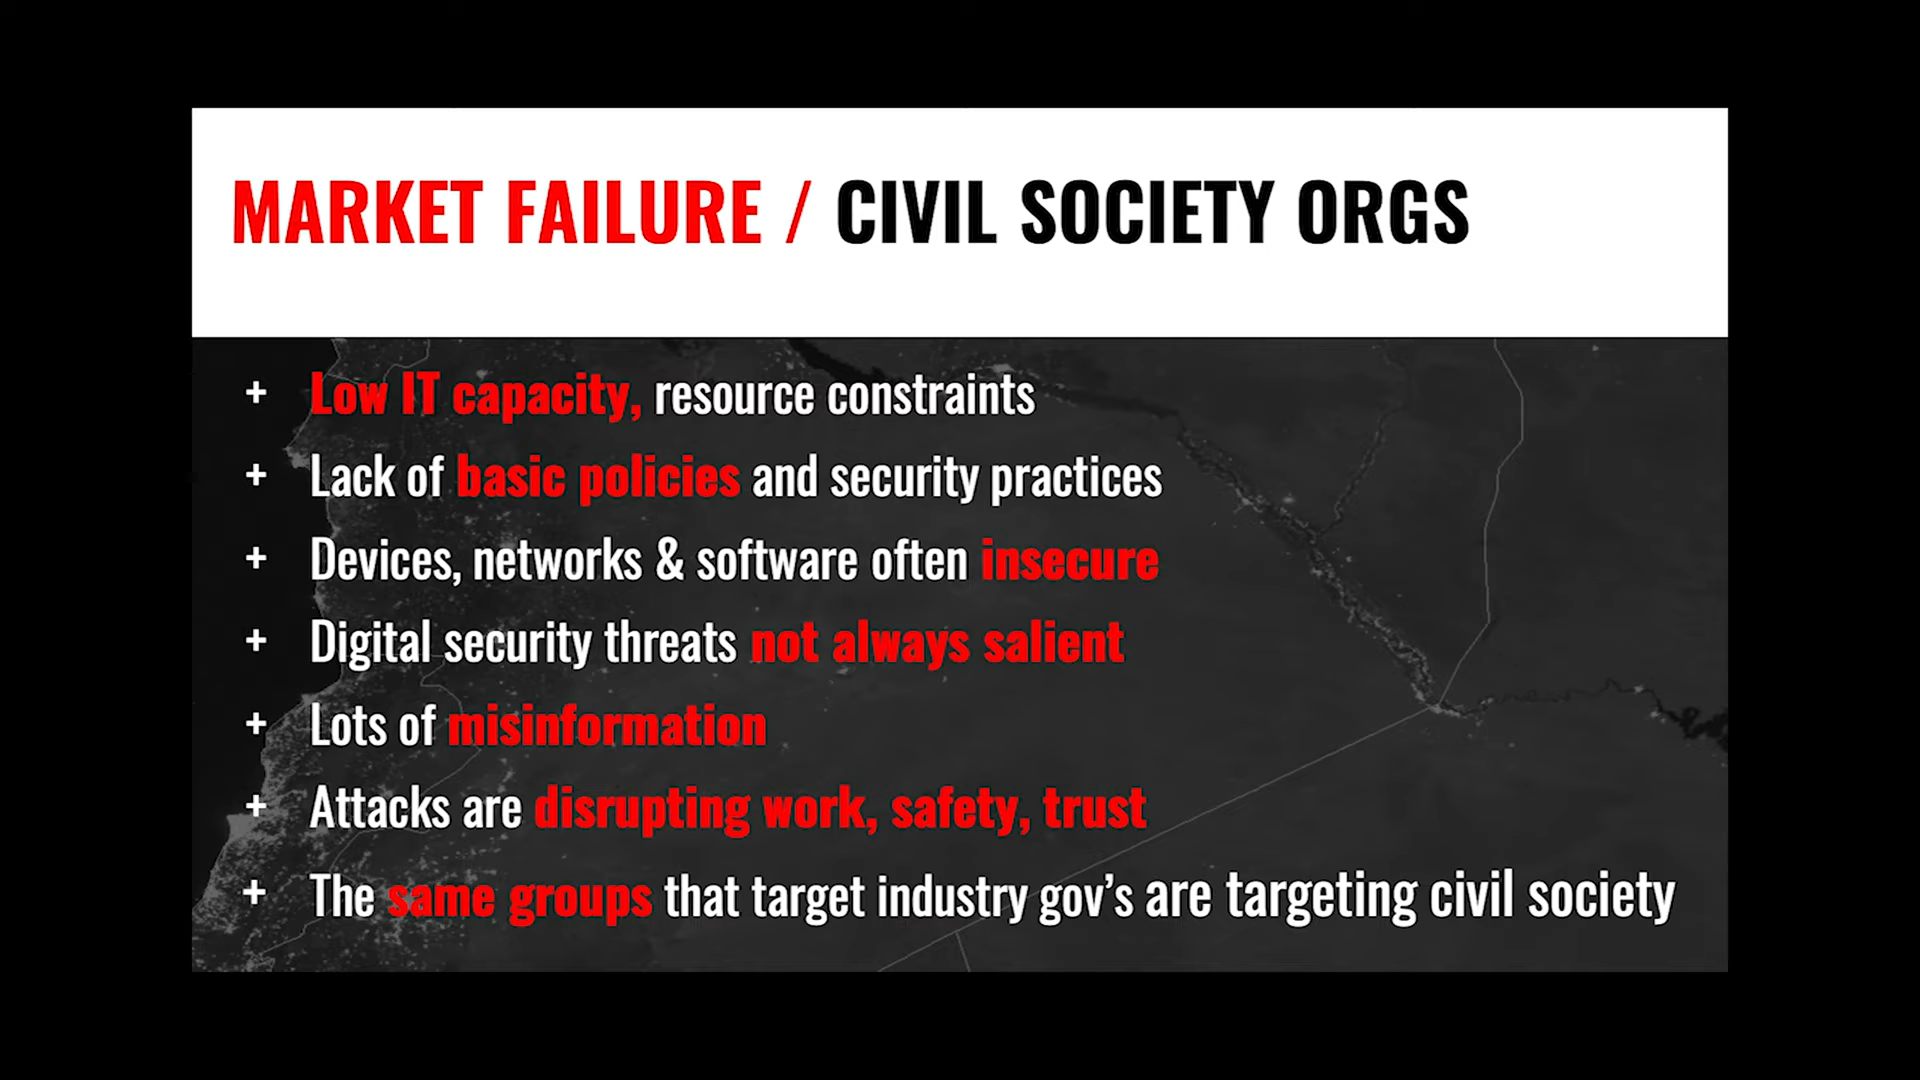 MARKET FAILURE / CIVIL SOCIETY ORGS
+ Low IT capacity, resource constraints
+ Lack of basic policies and security practices
+ Devices, networks & software often insecure
+ Digital security threats not always salient
+ Lots of misinformation
+ Attacks are disrupting work, safety, trust
+ The same groups that target industry gov's are targeting civil society